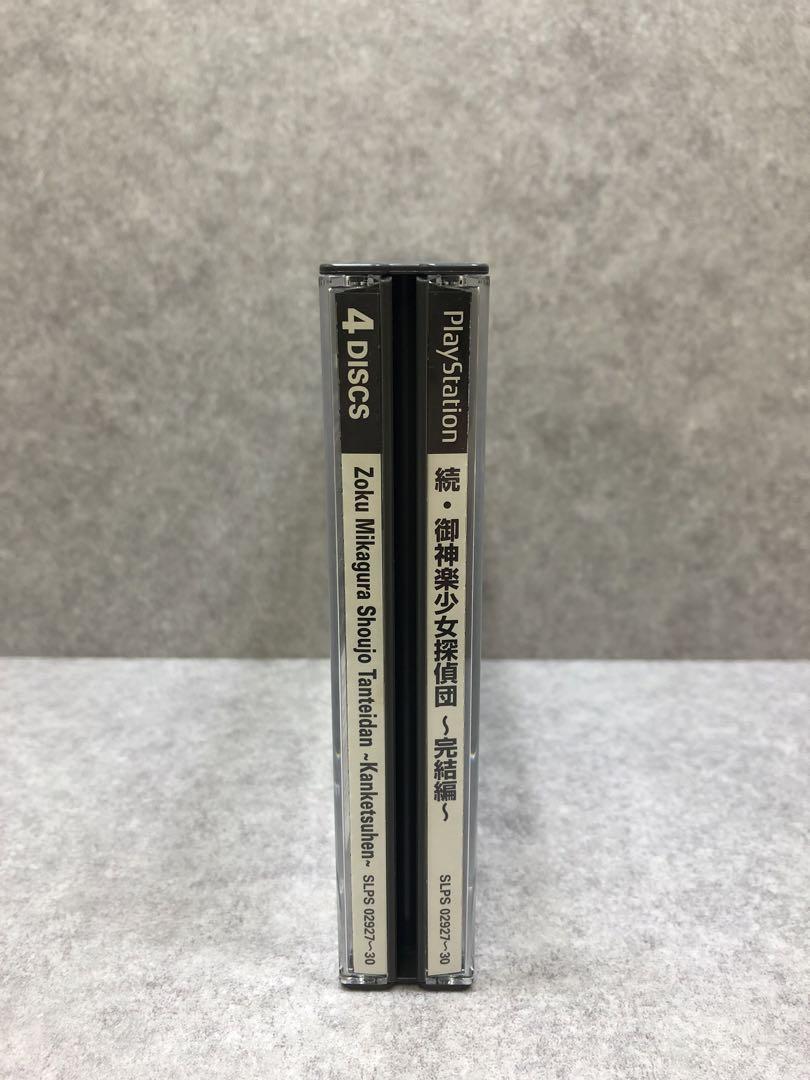 4 DISCS
Zoku Mikagura Shoujo Tanteidan ~Kanketsuhen~
SLPS 02927~30
PlayStation
続・御神楽少女探偵団 ～完結編～
SLPS 02927~30